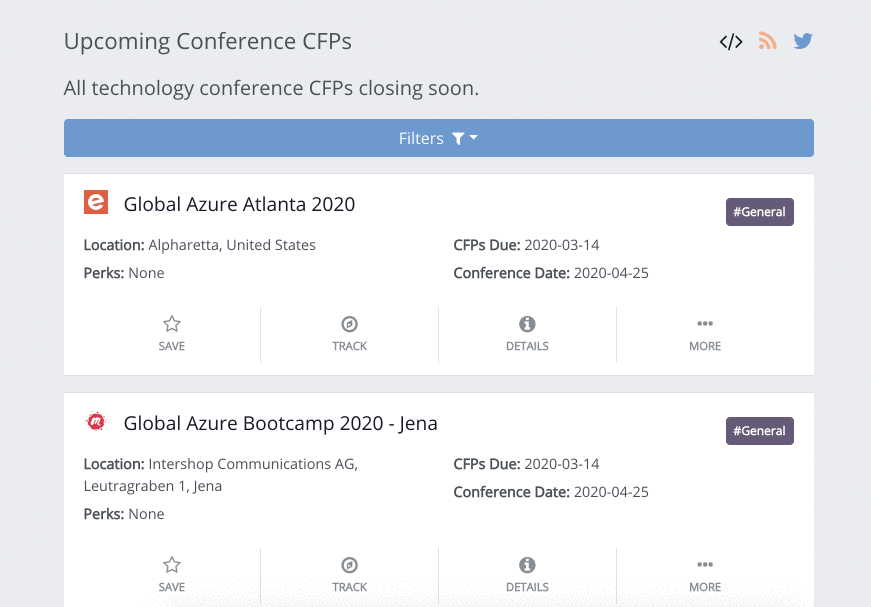 Upcoming Conference CFPs
All technology conference CFPs closing soon.
Filters
Global Azure Atlanta 2020
#General
Location: Alpharetta, United States
CFPs Due: 2020-03-14
Perks: None
Conference Date: 2020-04-25
SAVE
TRACK
DETAILS
MORE
Global Azure Bootcamp 2020 - Jena
#General
Location: Intershop Communications AG,
Leutragraben 1, Jena
CFPs Due: 2020-03-14
Conference Date: 2020-04-25
Perks: None
SAVE
TRACK
DETAILS
MORE